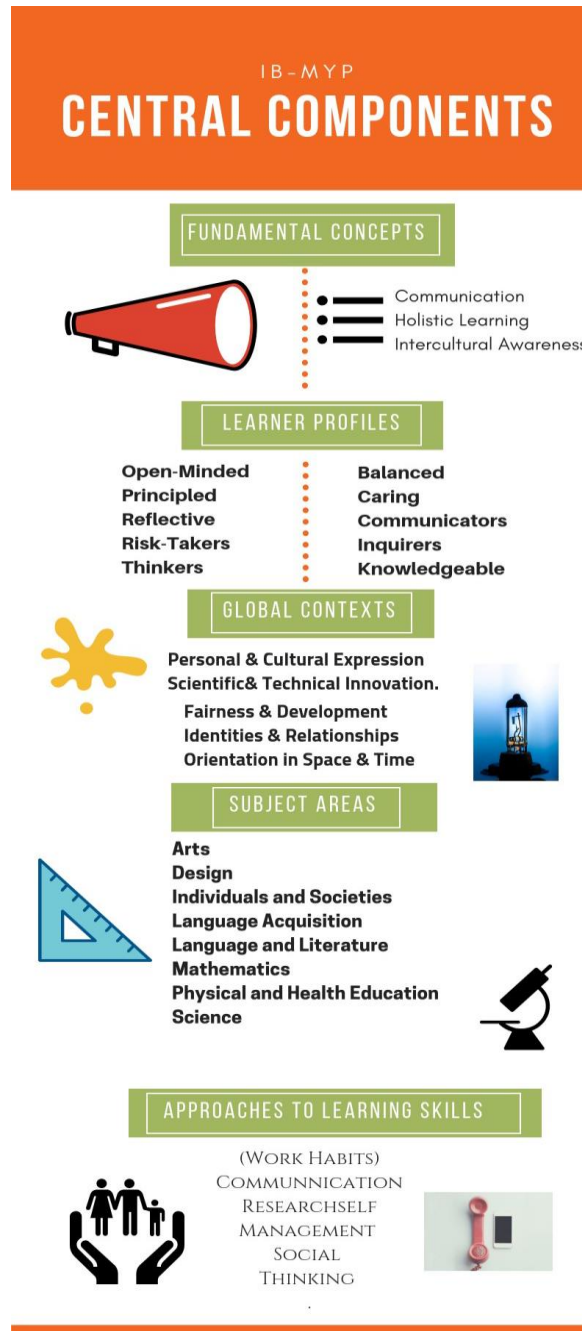 IB-MYP
CENTRAL COMPONENTS
FUNDAMENTAL CONCEPTS
Communication
Holistic Learning
Intercultural Awareness
LEARNER PROFILES
Open-Minded
Principled
Reflective
Risk-Takers
Thinkers
Balanced
Caring
Communicators
Inquirers
Knowledgeable
GLOBAL CONTEXTS
Personal & Cultural Expression
Scientific& Technical Innovation.
Fairness & Development
Identities & Relationships
Orientation in Space & Time
SUBJECT AREAS
Arts
Design
Individuals and Societies
Language Acquisition
Language and Literature
Mathematics
Physical and Health Education
Science
APPROACHES TO LEARNING SKILLS
(Work Habits)
Communnication
Researchself
Management
Social
Thinking
.